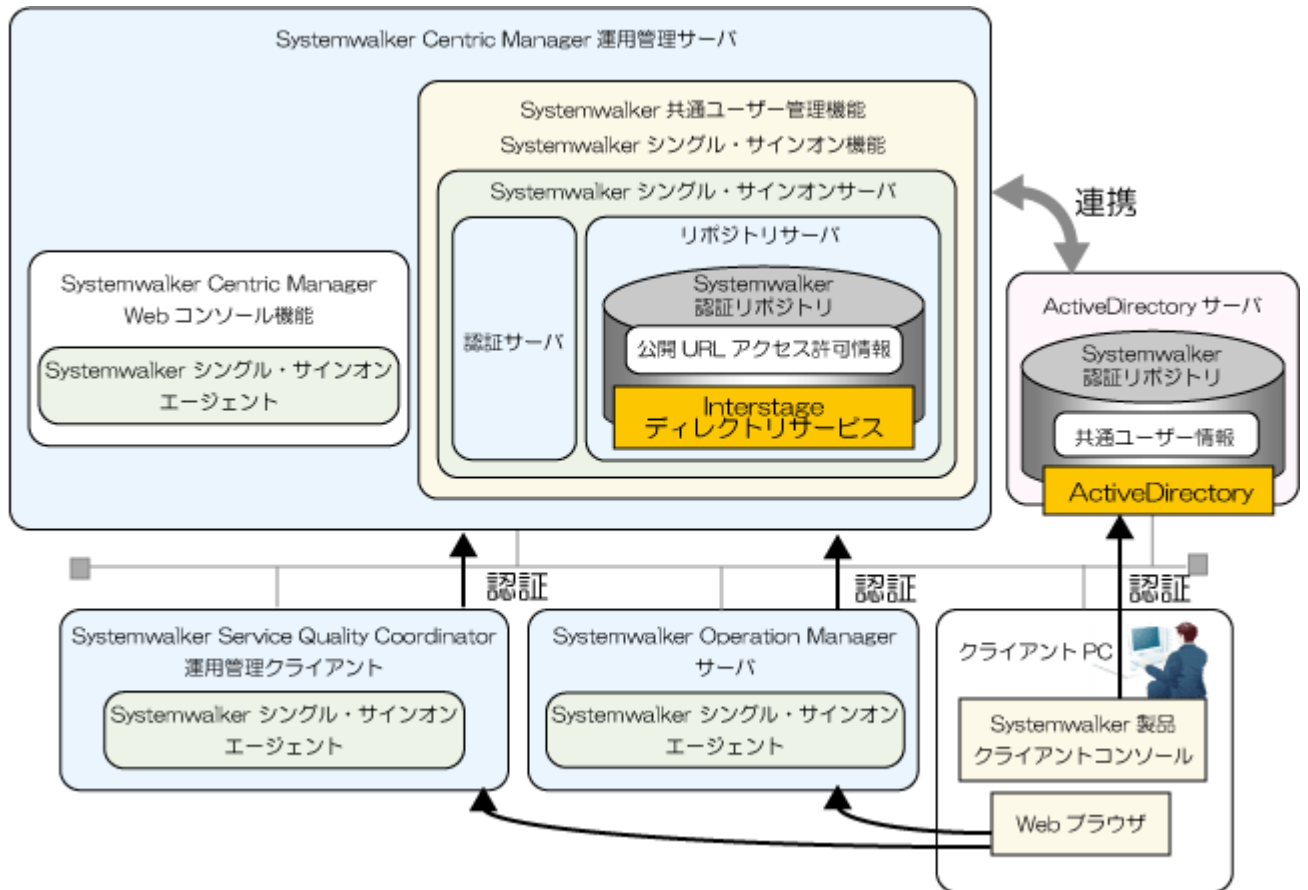 Systemwalker Centric Manager 運用管理サーバ
Systemwalker 共通ユーザー管理機能
Systemwalker シングル・サインオン機能
Systemwalker シングル・サインオンサーバ
リポジトリサーバ
Systemwalker
認証リポジトリ
公開 URL アクセス許可情報
Interstage
ディレクトリサービス
認証サーバ
Systemwalker Centric Manager
Web コンソール機能
Systemwalker シングル・サインオン
エージェント
連携
ActiveDirectory サーバ
Systemwalker
認証リポジトリ
共通ユーザー情報
ActiveDirectory
認証
認証
認証
Systemwalker Service Quality Coordinator
運用管理クライアント
Systemwalker シングル・サインオン
エージェント
Systemwalker Operation Manager
サーバ
Systemwalker シングル・サインオン
エージェント
クライアント PC
Systemwalker 製品
クライアントコンソール
Web ブラウザ